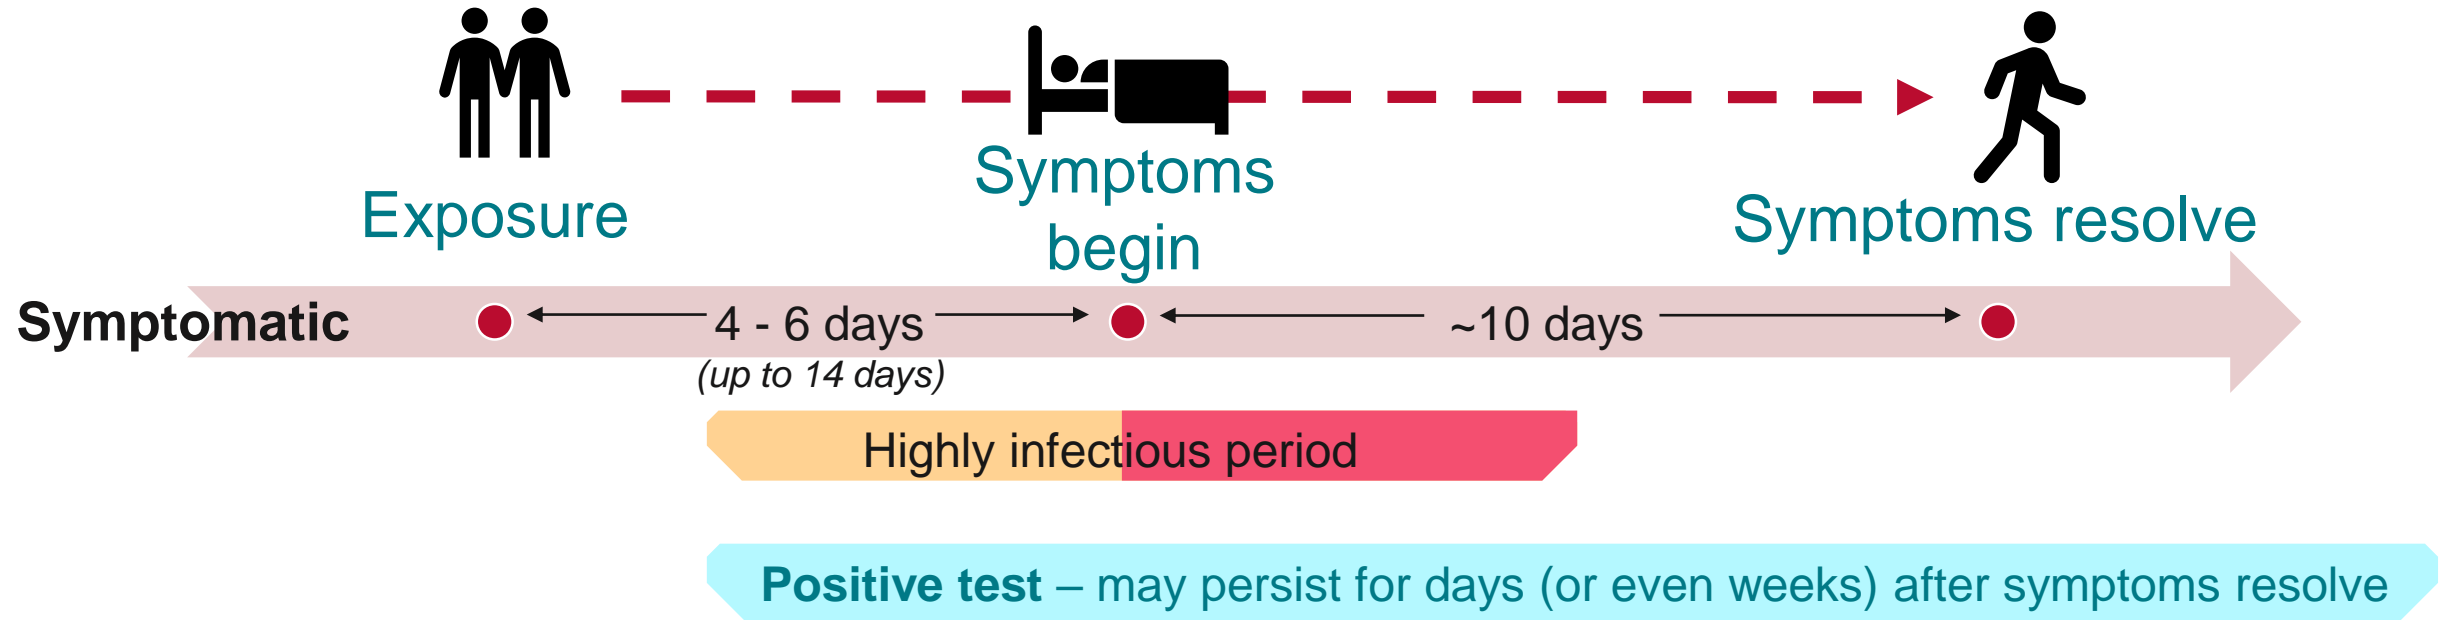 Exposure
Symptoms
begin
Symptoms resolve
Symptomatic
4 - 6 days
~10 days
(up to 14 days)
Highly infectious period
Positive test – may persist for days (or even weeks) after symptoms resolve